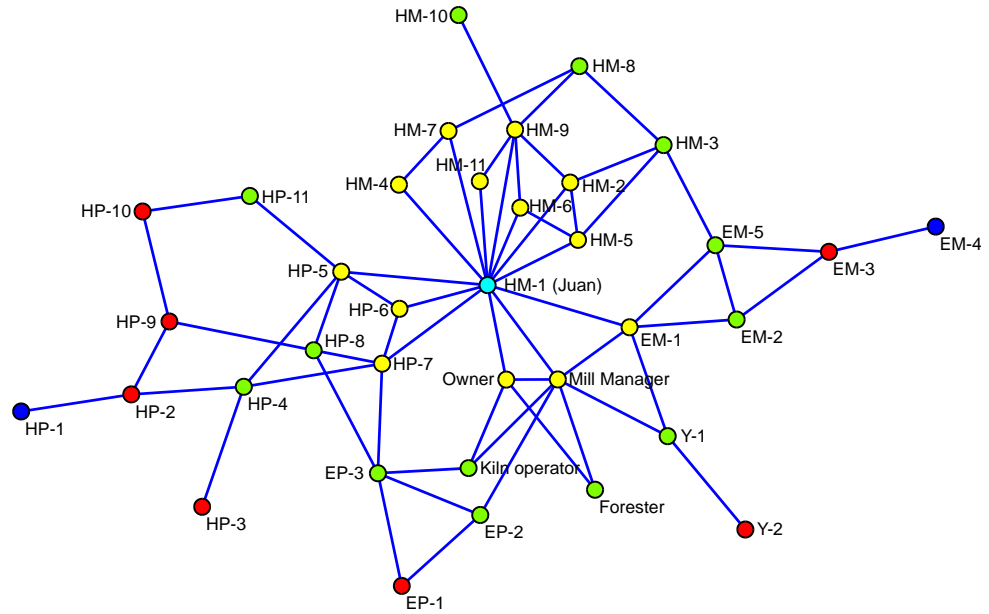 HM-10
HM-8
HM-7
HM-9
HM-3
HM-11
HM-4
HM-2
HP-11
HM-6
HP-10
EM-4
HM-5
EM-5
EM-3
HP-5
HM-1 (Juan)
HP-6
HP-9
EM-1
EM-2
HP-8
HP-7
Owner
Mill Manager
HP-4
HP-2
HP-1
Y-1
EP-3
Kiln operator
Forester
HP-3
EP-2
Y-2
EP-1